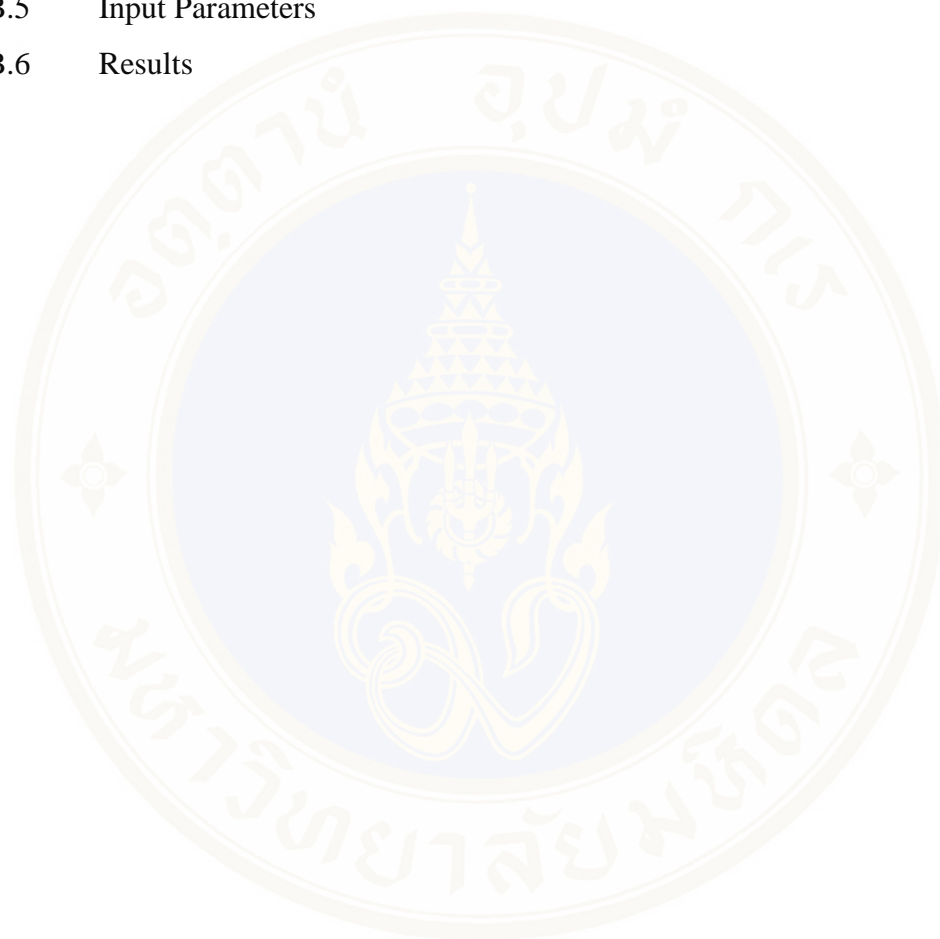 3.5 Input Parameters
3.6 Results
อตฺตานํ อุปมํ กเร
มหาวิทยาลัยมหิดล